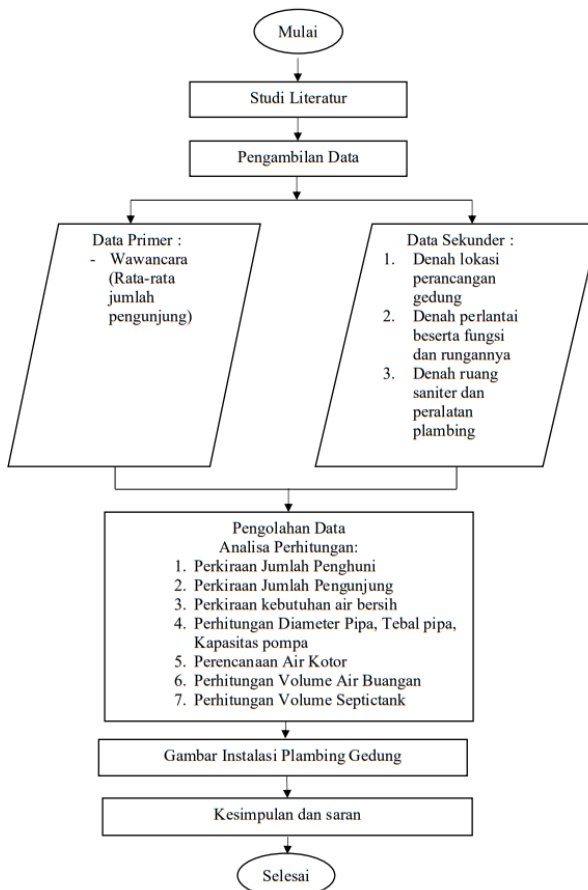 Mulai
Studi Literatur
Pengambilan Data
Data Primer :
- Wawancara
(Rata-rata
jumlah
pengunjung)
Data Sekunder :
1. Denah lokasi
perancangan
gedung
2. Denah perlantai
beserta fungsi
dan rungannya
3. Denah ruang
saniter dan
peralatan
plambing
Pengolahan Data
Analisa Perhitungan:
1. Perkiraan Jumlah Penghuni
2. Perkiraan Jumlah Pengunjung
3. Perkiraan kebutuhan air bersih
4. Perhitungan Diameter Pipa, Tebal pipa,
Kapasitas pompa
5. Perencanaan Air Kotor
6. Perhitungan Volume Air Buangan
7. Perhitungan Volume Septictank
Gambar Instalasi Plambing Gedung
Kesimpulan dan saran
Selesai